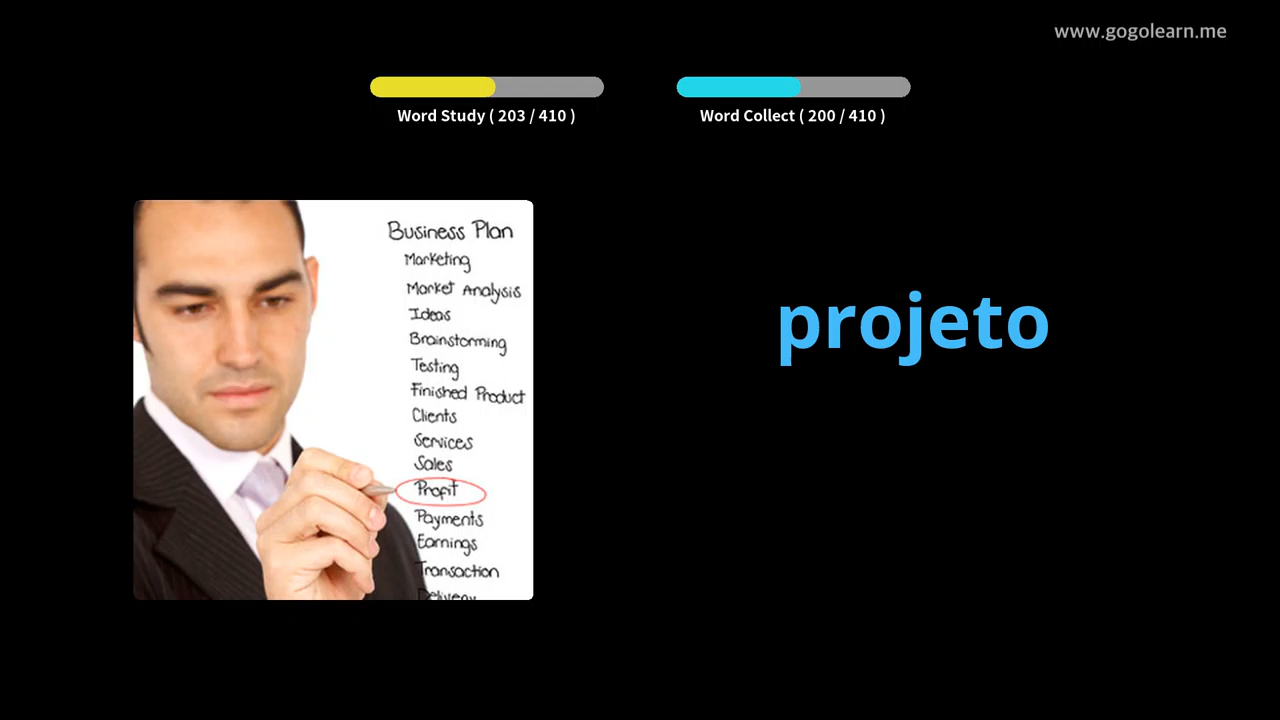 www.gogolearn.me
Word Study ( 203 / 410 )
Word Collect ( 200 / 410 )
Business Plan
Marketing
Market Analysis
Ideas
Brainstorming
Testing
Finished Product
Clients
Services
Sales
Profit
Payments
Earnings
Transaction
Delivery
projeto